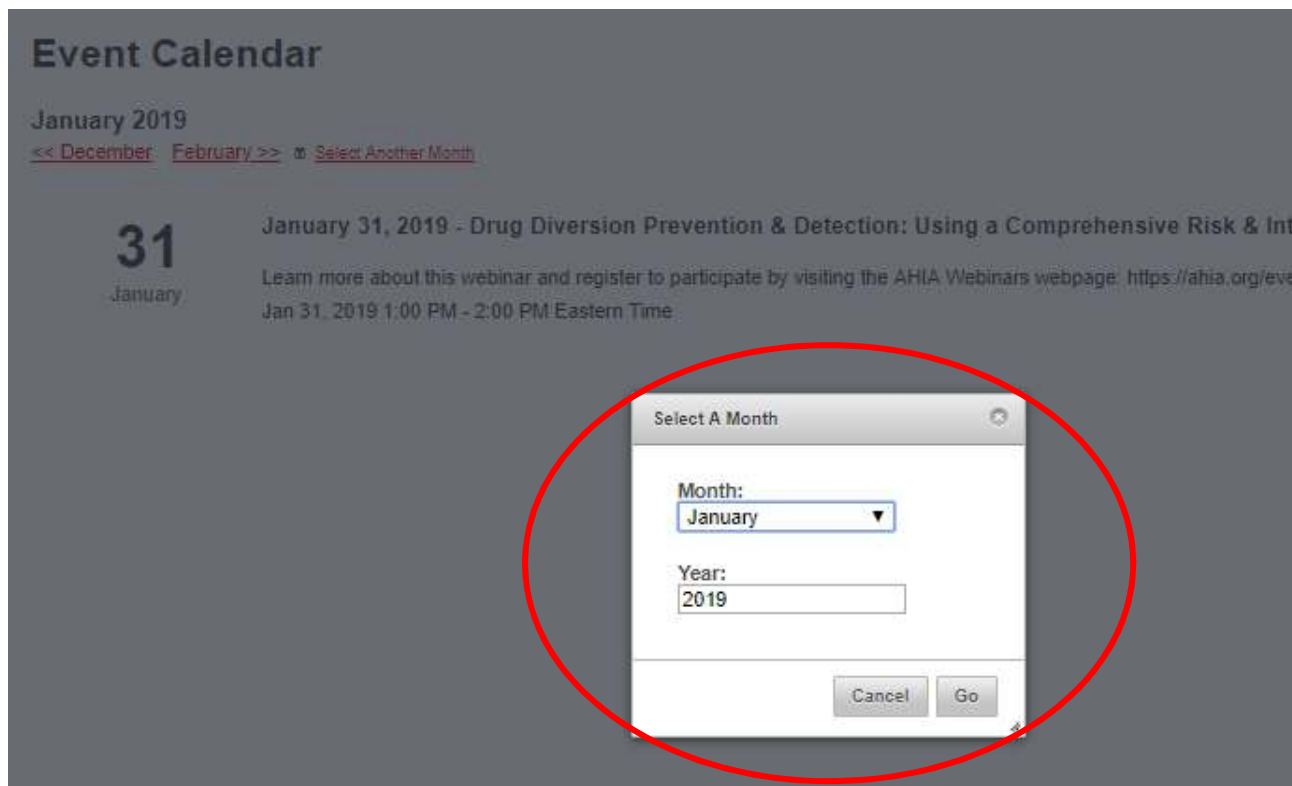 Event Calendar
January 2019
<< December February >> Select Another Month
31
January
January 31, 2019 - Drug Diversion Prevention & Detection: Using a Comprehensive Risk & Int
Learn more about this webinar and register to participate by visiting the AHIA Webinars webpage: https://ahia.org/eve
Jan 31, 2019 1:00 PM - 2:00 PM Eastern Time
Select A Month
Month:
January
Year:
2019
Cancel Go